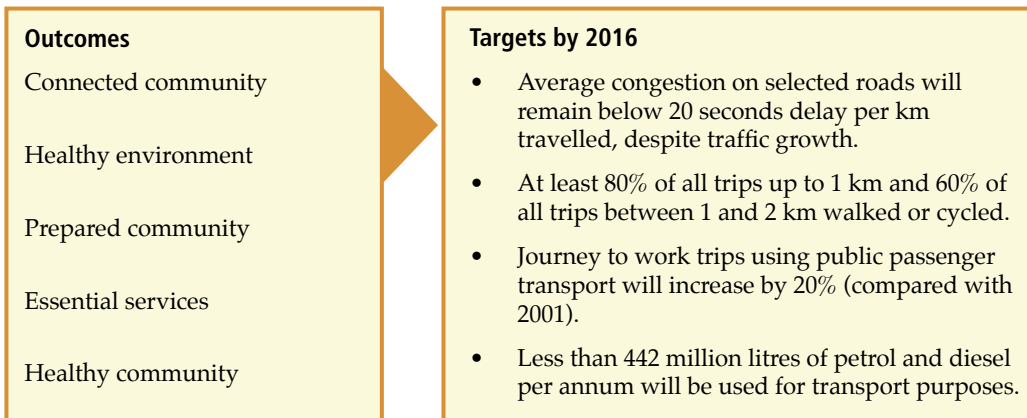 Outcomes
Connected community
Healthy environment
Prepared community
Essential services
Healthy community
Targets by 2016
• Average congestion on selected roads will
remain below 20 seconds delay per km
travelled, despite traffic growth.
• At least 80% of all trips up to 1 km and 60% of
all trips between 1 and 2 km walked or cycled.
• Journey to work trips using public passenger
transport will increase by 20% (compared with
2001).
• Less than 442 million litres of petrol and diesel
per annum will be used for transport purposes.